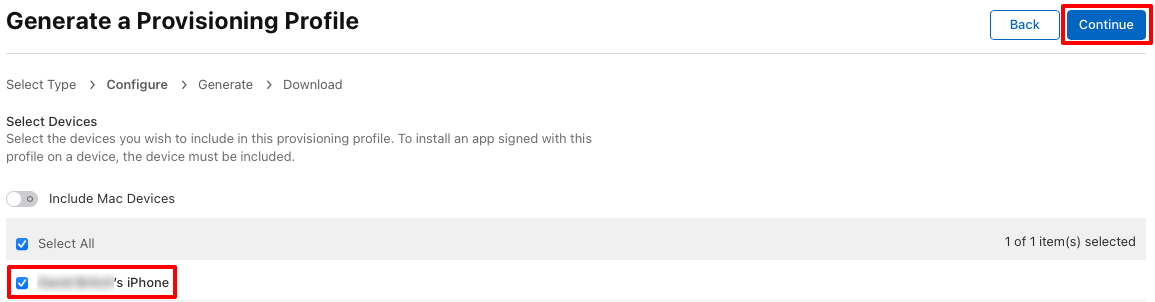 Generate a Provisioning Profile
Back
Continue
Select Type > Configure > Generate > Download
Select Devices
Select the devices you wish to include in this provisioning profile. To install an app signed with this
profile on a device, the device must be included.
Include Mac Devices
Select All
1 of 1 item(s) selected
's iPhone